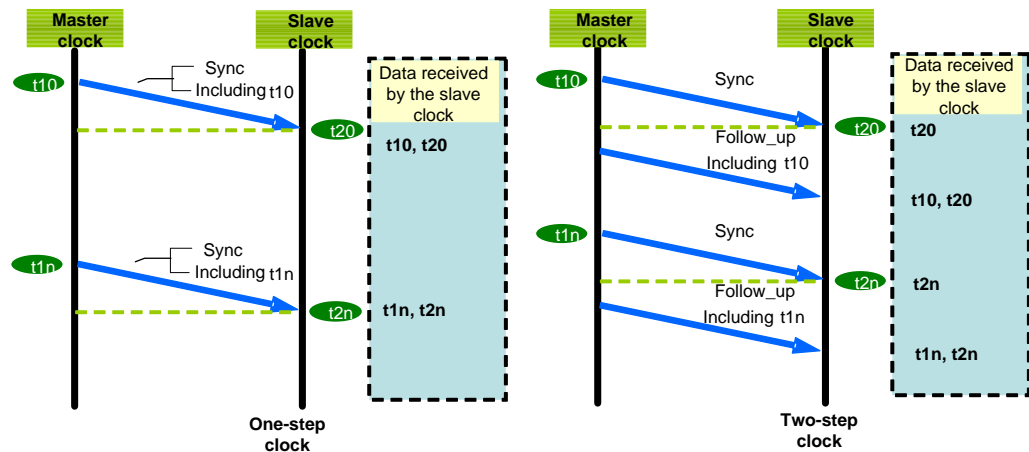 Master
clock
Slave
clock
t10
Sync
Including t10
t20
Data received
by the slave
clock
t10, t20
t1n
Sync
Including t1n
t2n
t1n, t2n
One-step
clock
Master
clock
Slave
clock
t10
Sync
t20
Data received
by the slave
clock
t20
Follow_up
Including t10
t10, t20
t1n
Sync
t2n
t2n
Follow_up
Including t1n
t1n, t2n
Two-step
clock